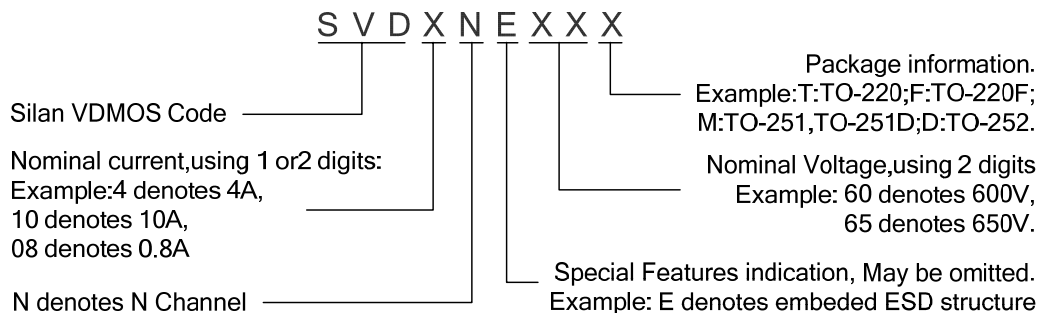 S V D X N E X X X
Silan VDMOS Code
Nominal current,using 1 or2 digits:
Example:4 denotes 4A,
10 denotes 10A,
08 denotes 0.8A
N denotes N Channel
Package information.
Example:T:TO-220;F:TO-220F;
M:TO-251,TO-251D;D:TO-252.
Nominal Voltage,using 2 digits
Example: 60 denotes 600V,
65 denotes 650V.
Special Features indication, May be omitted.
Example: E denotes embeded ESD structure